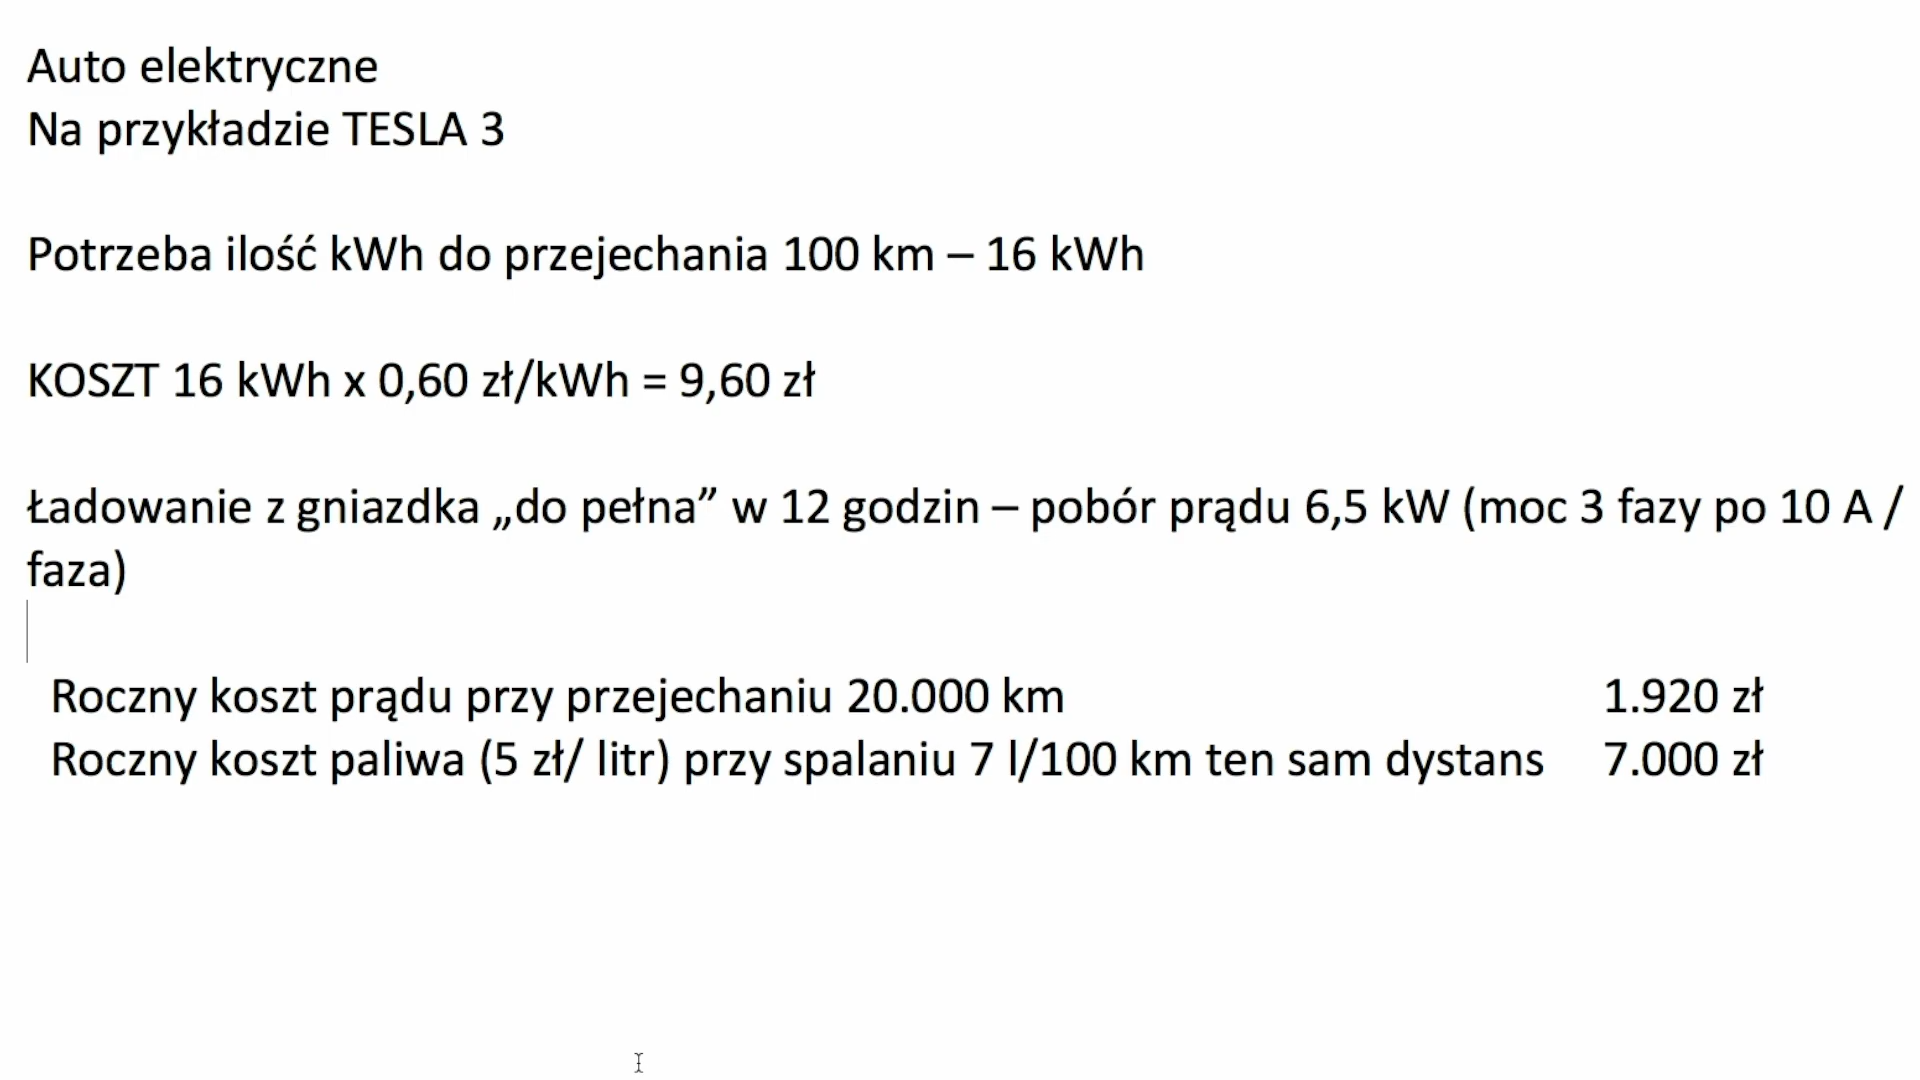 Auto elektryczne
Na przykładzie TESLA 3
Potrzeba ilość kWh do przejechania 100 km – 16 kWh
KOSZT 16 kWh x 0,60 zł/kWh = 9,60 zł
Ładowanie z gniazdka „do pełna” w 12 godzin – pobór prądu 6,5 kW (moc 3 fazy po 10 A /
faza)
Roczny koszt prądu przy przejechaniu 20.000 km 1.920 zł
Roczny koszt paliwa (5 zł/ litr) przy spalaniu 7 l/100 km ten sam dystans 7.000 zł